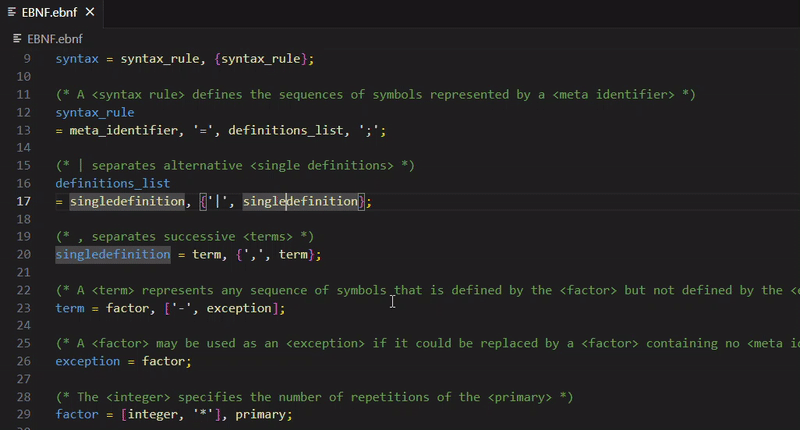 EBNF.ebnf
EBNF.ebnf
9 syntax = syntax_rule, {syntax_rule};
10
11 (* A <syntax rule> defines the sequences of symbols represented by a <meta identifier> *)
12 syntax_rule
13 = meta_identifier, '=', definitions_list, ';';
14
15 (* | separates alternative <single definitions> *)
16 definitions_list
17 = singledefinition, {'|', singledefinition};
18
19 (* , separates successive <terms> *)
20 singledefinition = term, {',', term};
21
22 (* A <term> represents any sequence of symbols that is defined by the <factor> but not defined by the <e
23 term = factor, ['-', exception];
24
25 (* A <factor> may be used as an <exception> if it could be replaced by a <factor> containing no <meta id
26 exception = factor;
27
28 (* The <integer> specifies the number of repetitions of the <primary> *)
29 factor = [integer, '*'], primary;